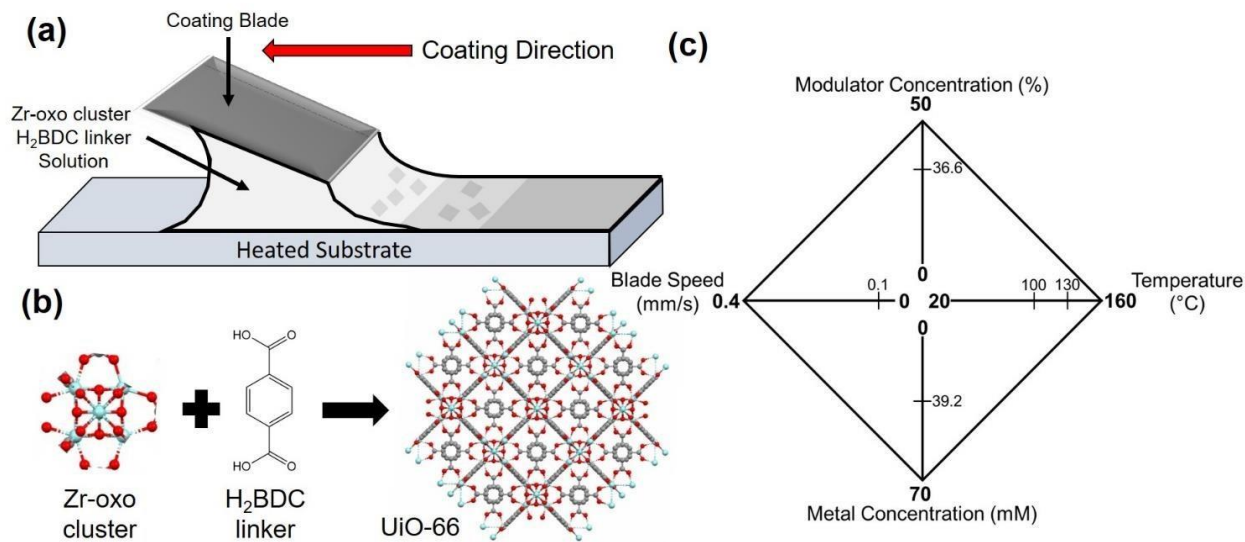 (a)
Coating Blade
Coating Direction
Zr-oxo cluster
H₂BDC linker
Solution
Heated Substrate
(b)
HO
O
HO
O
Zr-oxo
cluster
H₂BDC
linker
UiO-66
(c)
Modulator Concentration (%)
50
36.6
0
Blade Speed
(mm/s)
0.4
0.1
0
20
100
130
160
Temperature
(°C)
0
39.2
70
Metal Concentration (mM)